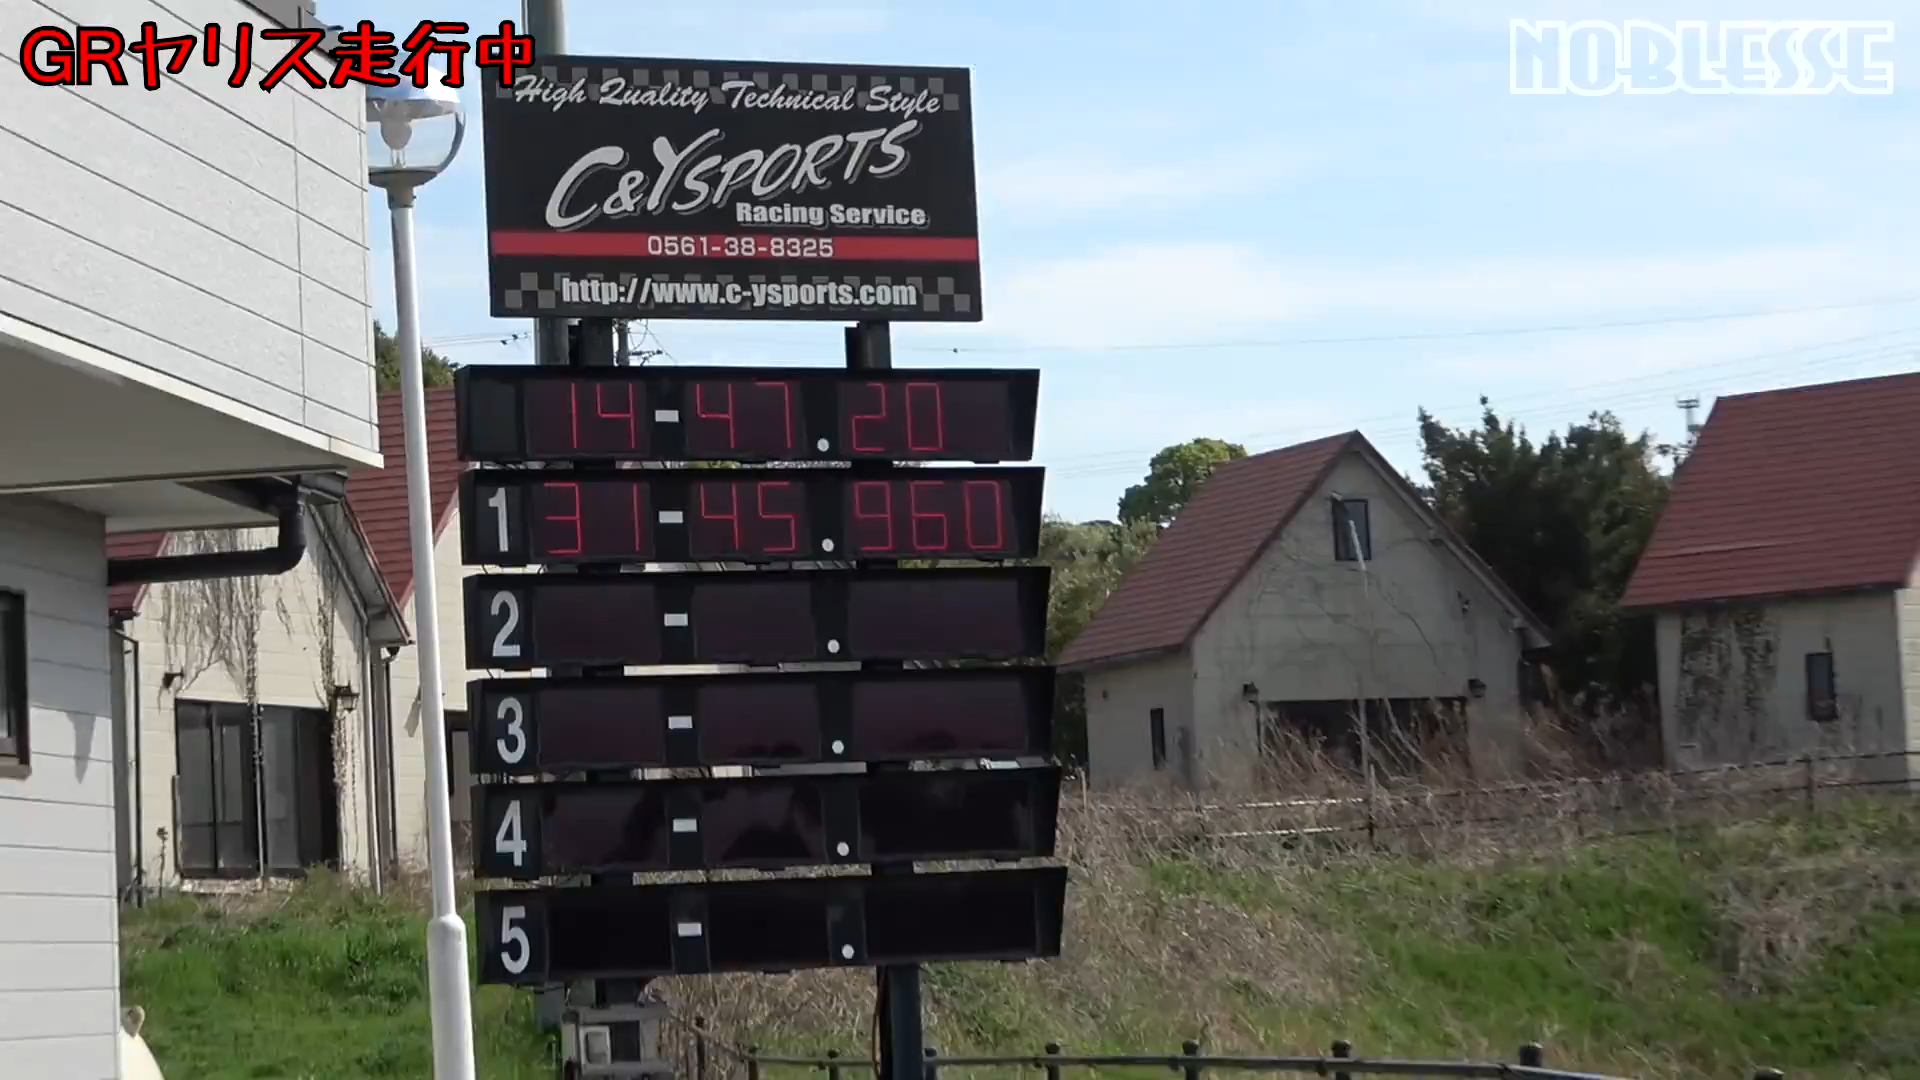 GRヤリス走行中
NOBLESSE
High Quality Technical Style
C&YSPORTS
Racing Service
0561-38-8325
http://www.c-ysports.com
14-47.20
1 31-45.960
2 - .
3 - .
4 - .
5 - .